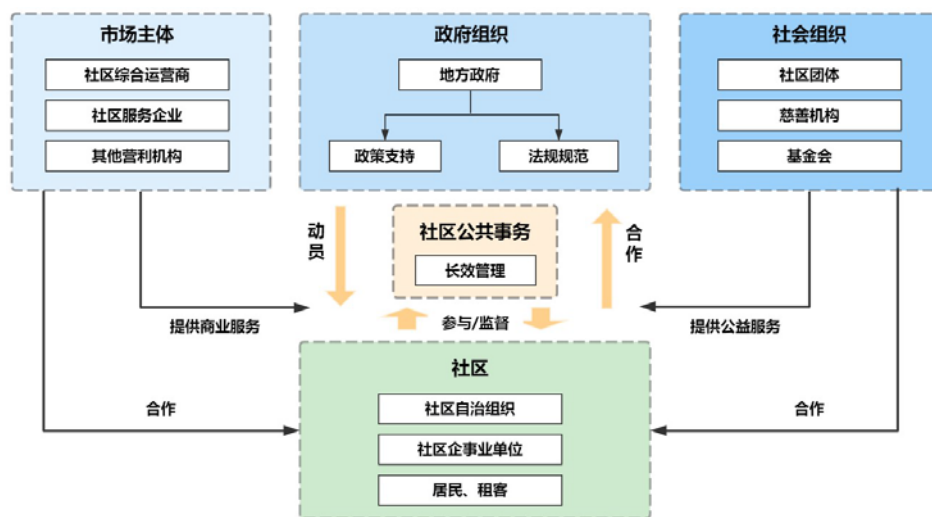 市场主体
社区综合运营商
社区服务企业
其他营利机构
政府组织
地方政府
政策支持
法规规范
社会组织
社区团体
慈善机构
基金会
动员
社区公共事务
长效管理
合作
提供商业服务
参与/监督
提供公益服务
社区
社区自治组织
社区企事业单位
居民、租客
合作
合作